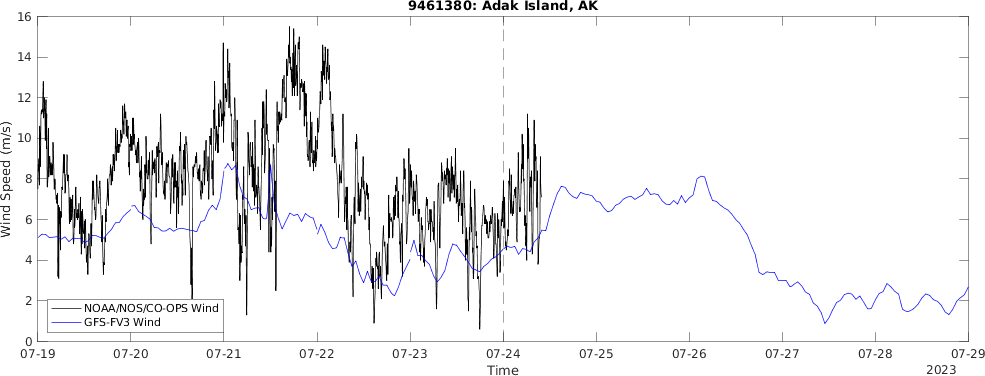 9461380: Adak Island, AK
Wind Speed (m/s)
16
14
12
10
8
6
4
2
0
NOAA/NOS/CO-OPS Wind
GFS-FV3 Wind
07-19 07-20 07-21 07-22 07-23 07-24 07-25 07-26 07-27 07-28 07-29
Time
2023